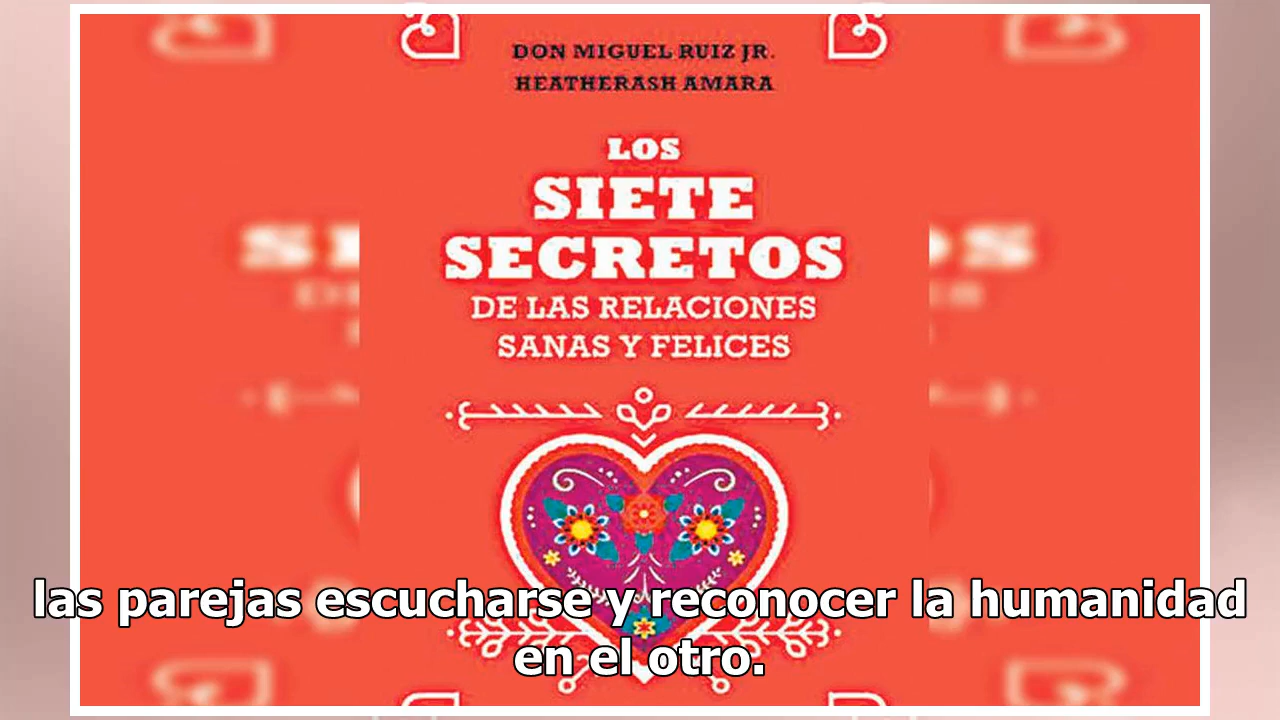 DON MIGUEL RUIZ JR.
HEATHERASH AMARA
LOS
SIETE
SECRETOS
DE LAS RELACIONES
SANAS Y FELICES
las parejas escucharse y reconocer la humanidad
en el otro.